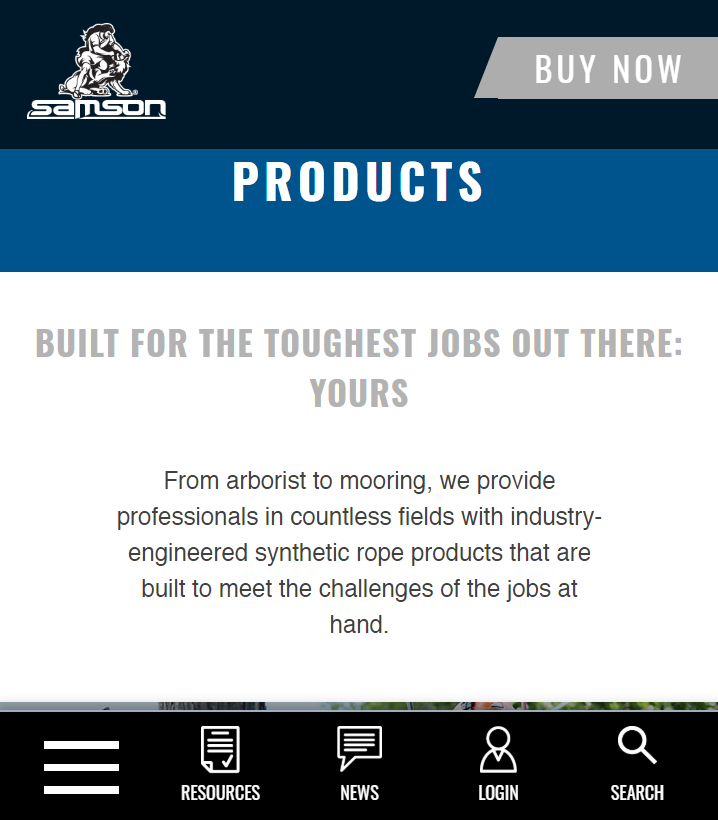 samson
BUY NOW
PRODUCTS
BUILT FOR THE TOUGHEST JOBS OUT THERE:
YOURS
From arborist to mooring, we provide
professionals in countless fields with industry-
engineered synthetic rope products that are
built to meet the challenges of the jobs at
hand.
RESOURCES
NEWS
LOGIN
SEARCH